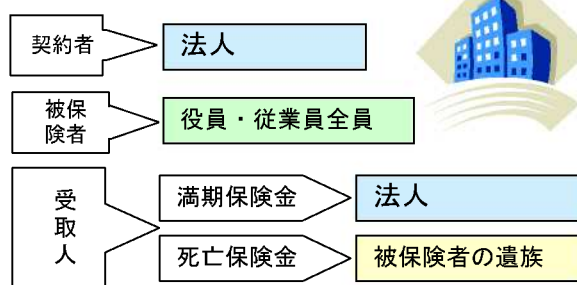 契約者
法人
被保
険者
役員・従業員全員
受
取
人
満期保険金
法人
死亡保険金
被保険者の遺族